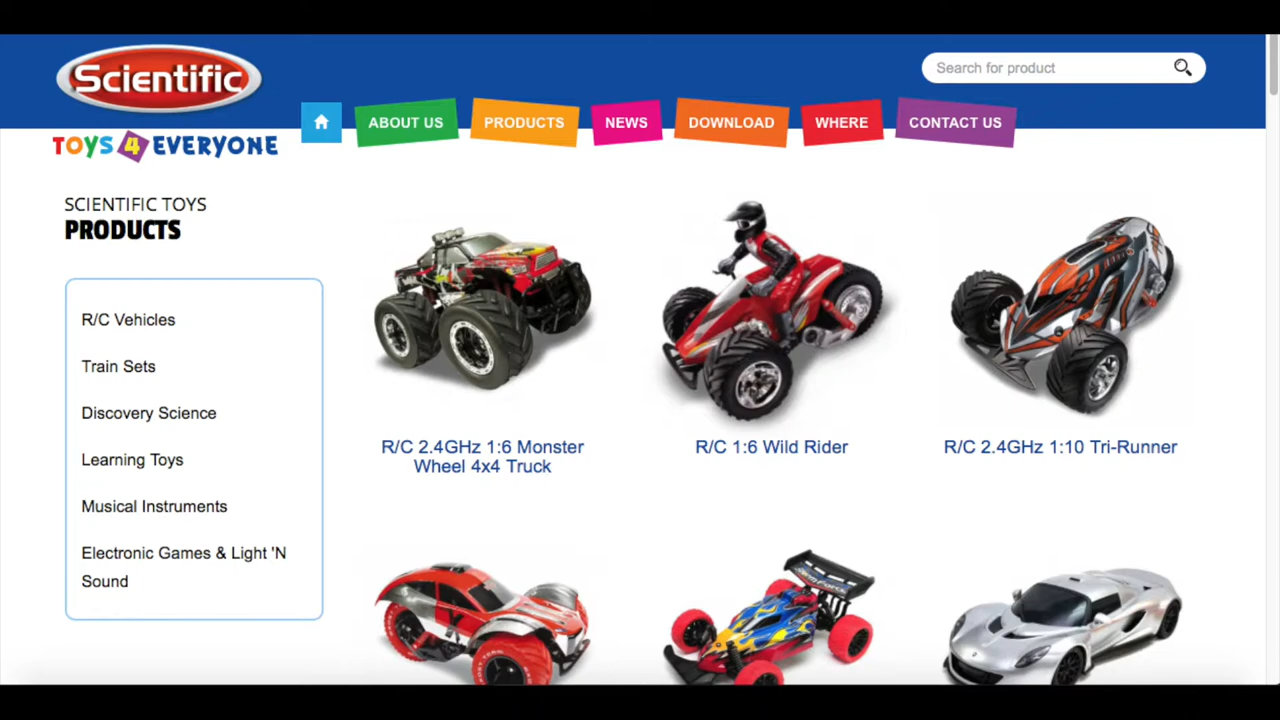 Scientific
TOYS 4 EVERYONE
Search for product
ABOUT US
PRODUCTS
NEWS
DOWNLOAD
WHERE
CONTACT US
SCIENTIFIC TOYS
PRODUCTS
R/C Vehicles
Train Sets
Discovery Science
Learning Toys
Musical Instruments
Electronic Games & Light 'N
Sound
R/C 2.4GHz 1:6 Monster
Wheel 4x4 Truck
R/C 1:6 Wild Rider
R/C 2.4GHz 1:10 Tri-Runner